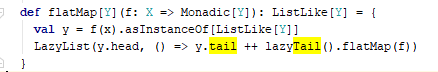 def flatMap[Y](f: X => Monadic[Y]): ListLike[Y] = {
val y = f(x).asInstanceOf[ListLike[Y]]
LazyList(y.head, () => y.tail ++ lazyTail().flatMap(f))
}